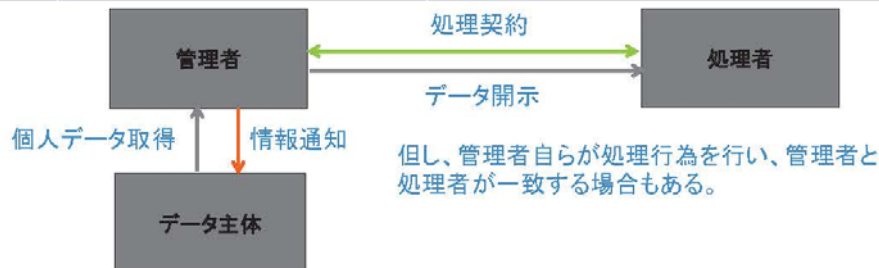 処理契約
管理者
処理者
データ開示
個人データ取得
情報通知
但し、管理者自らが処理行為を行い、管理者と
処理者が一致する場合もある。
データ主体